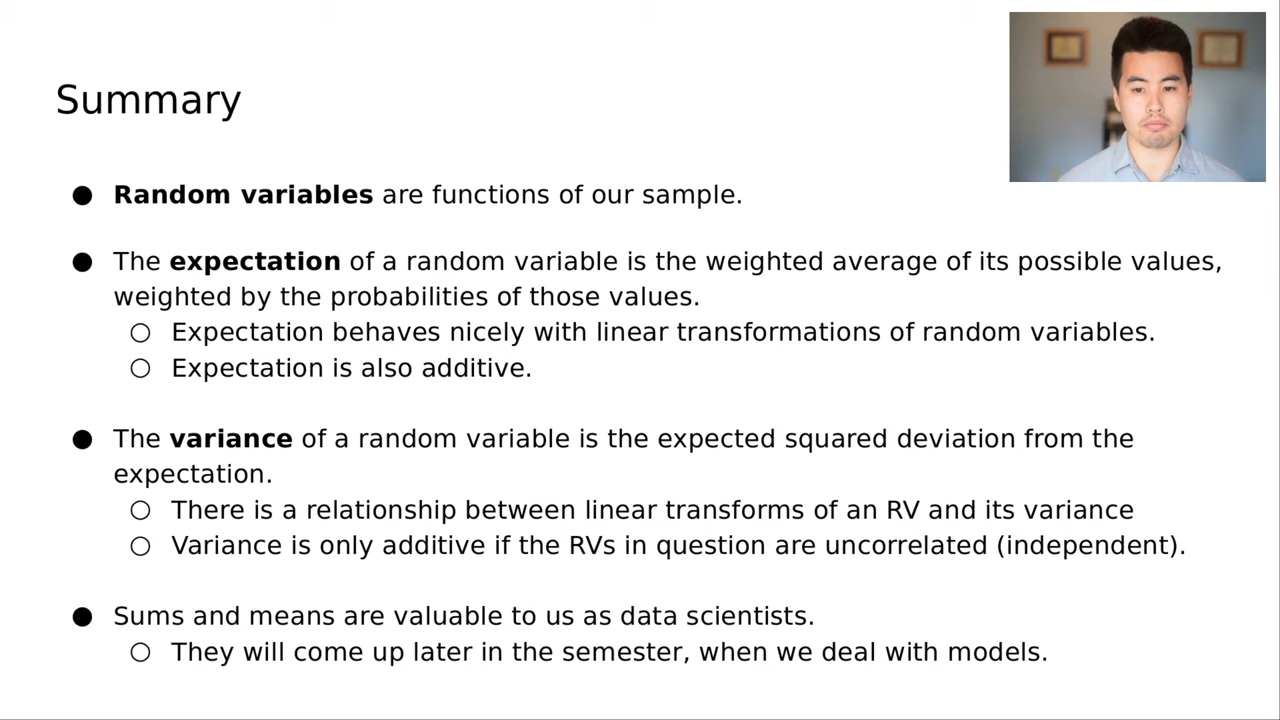 Summary
● Random variables are functions of our sample.
● The expectation of a random variable is the weighted average of its possible values,
weighted by the probabilities of those values.
○ Expectation behaves nicely with linear transformations of random variables.
○ Expectation is also additive.
● The variance of a random variable is the expected squared deviation from the
expectation.
○ There is a relationship between linear transforms of an RV and its variance
○ Variance is only additive if the RVs in question are uncorrelated (independent).
● Sums and means are valuable to us as data scientists.
○ They will come up later in the semester, when we deal with models.